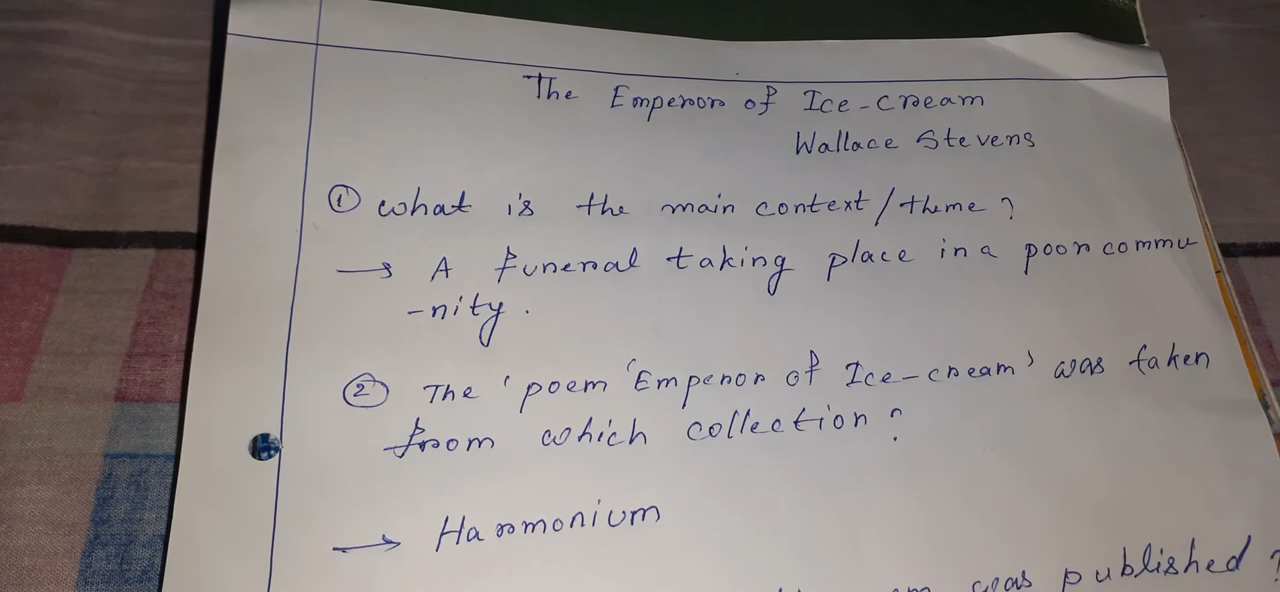 The Emperor of Ice-cream
Wallace Stevens
① What is the main context/theme?
→ A funeral taking place in a poor commu
-nity.
② The 'poem 'Emperor of Ice-cream' was taken
from which collection?
→ Harmonium
was published?